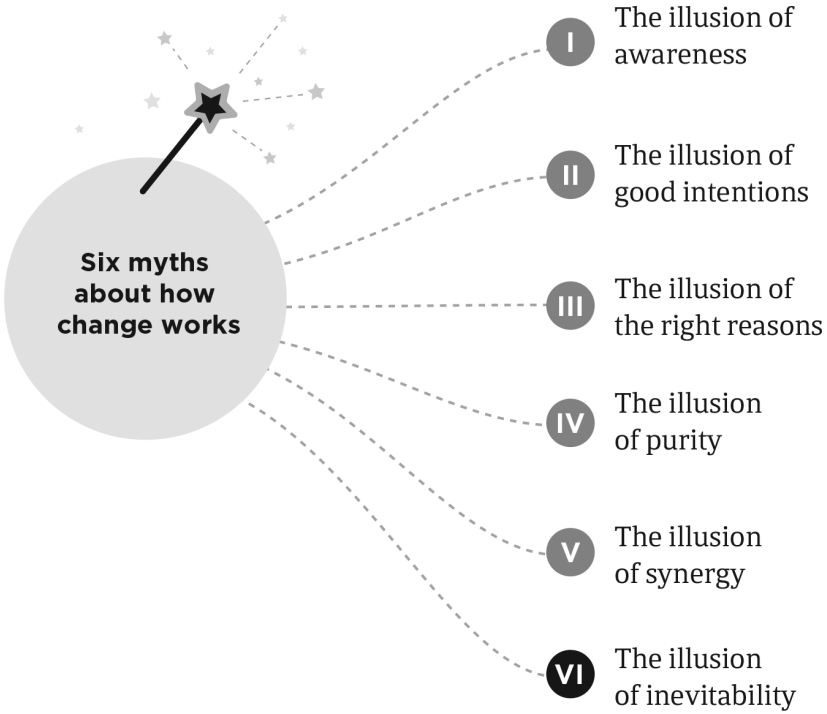 Six myths
about how
change works
I
The illusion of
awareness
II
The illusion of
good intentions
III
The illusion of
the right reasons
IV
The illusion
of purity
V
The illusion
of synergy
VI
The illusion
of inevitability